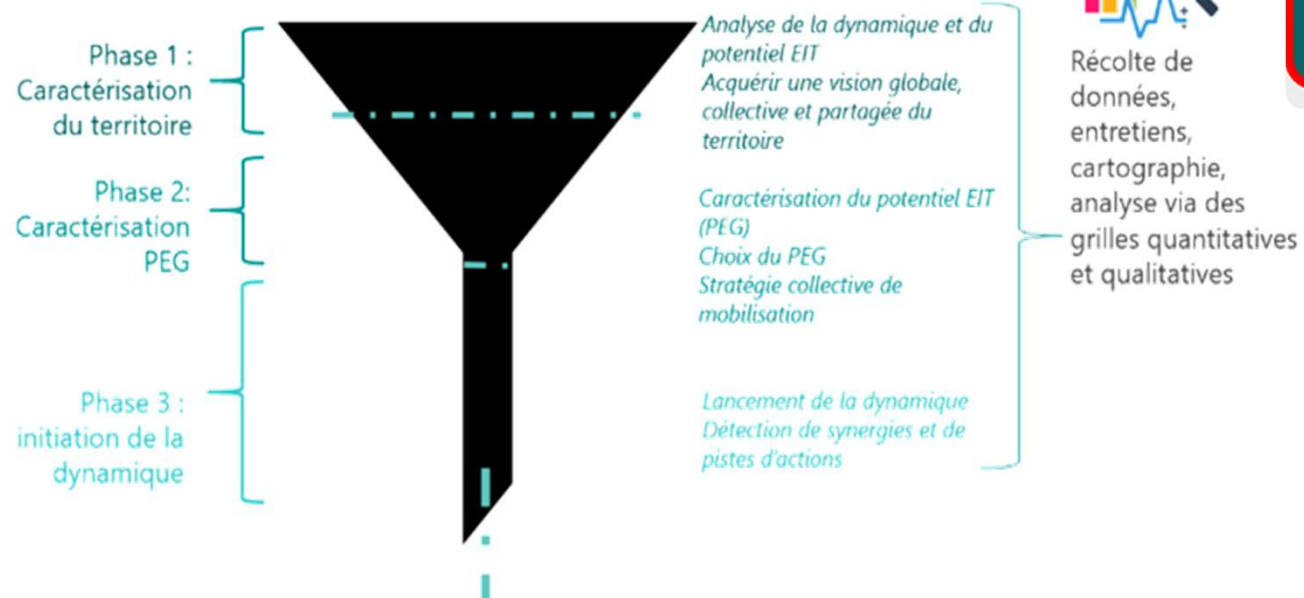 Phase 1 :
Caractérisation
du territoire
Phase 2:
Caractérisation
PEG
Phase 3 :
initiation de la
dynamique
Analyse de la dynamique et du
potentiel EIT
Acquérir une vision globale,
collective et partagée du
territoire
Caractérisation du potentiel EIT
(PEG)
Choix du PEG
Stratégie collective de
mobilisation
Lancement de la dynamique
Détection de synergies et de
pistes d'actions
Récolte de
données,
entretiens,
cartographie,
analyse via des
grilles quantitatives
et qualitatives